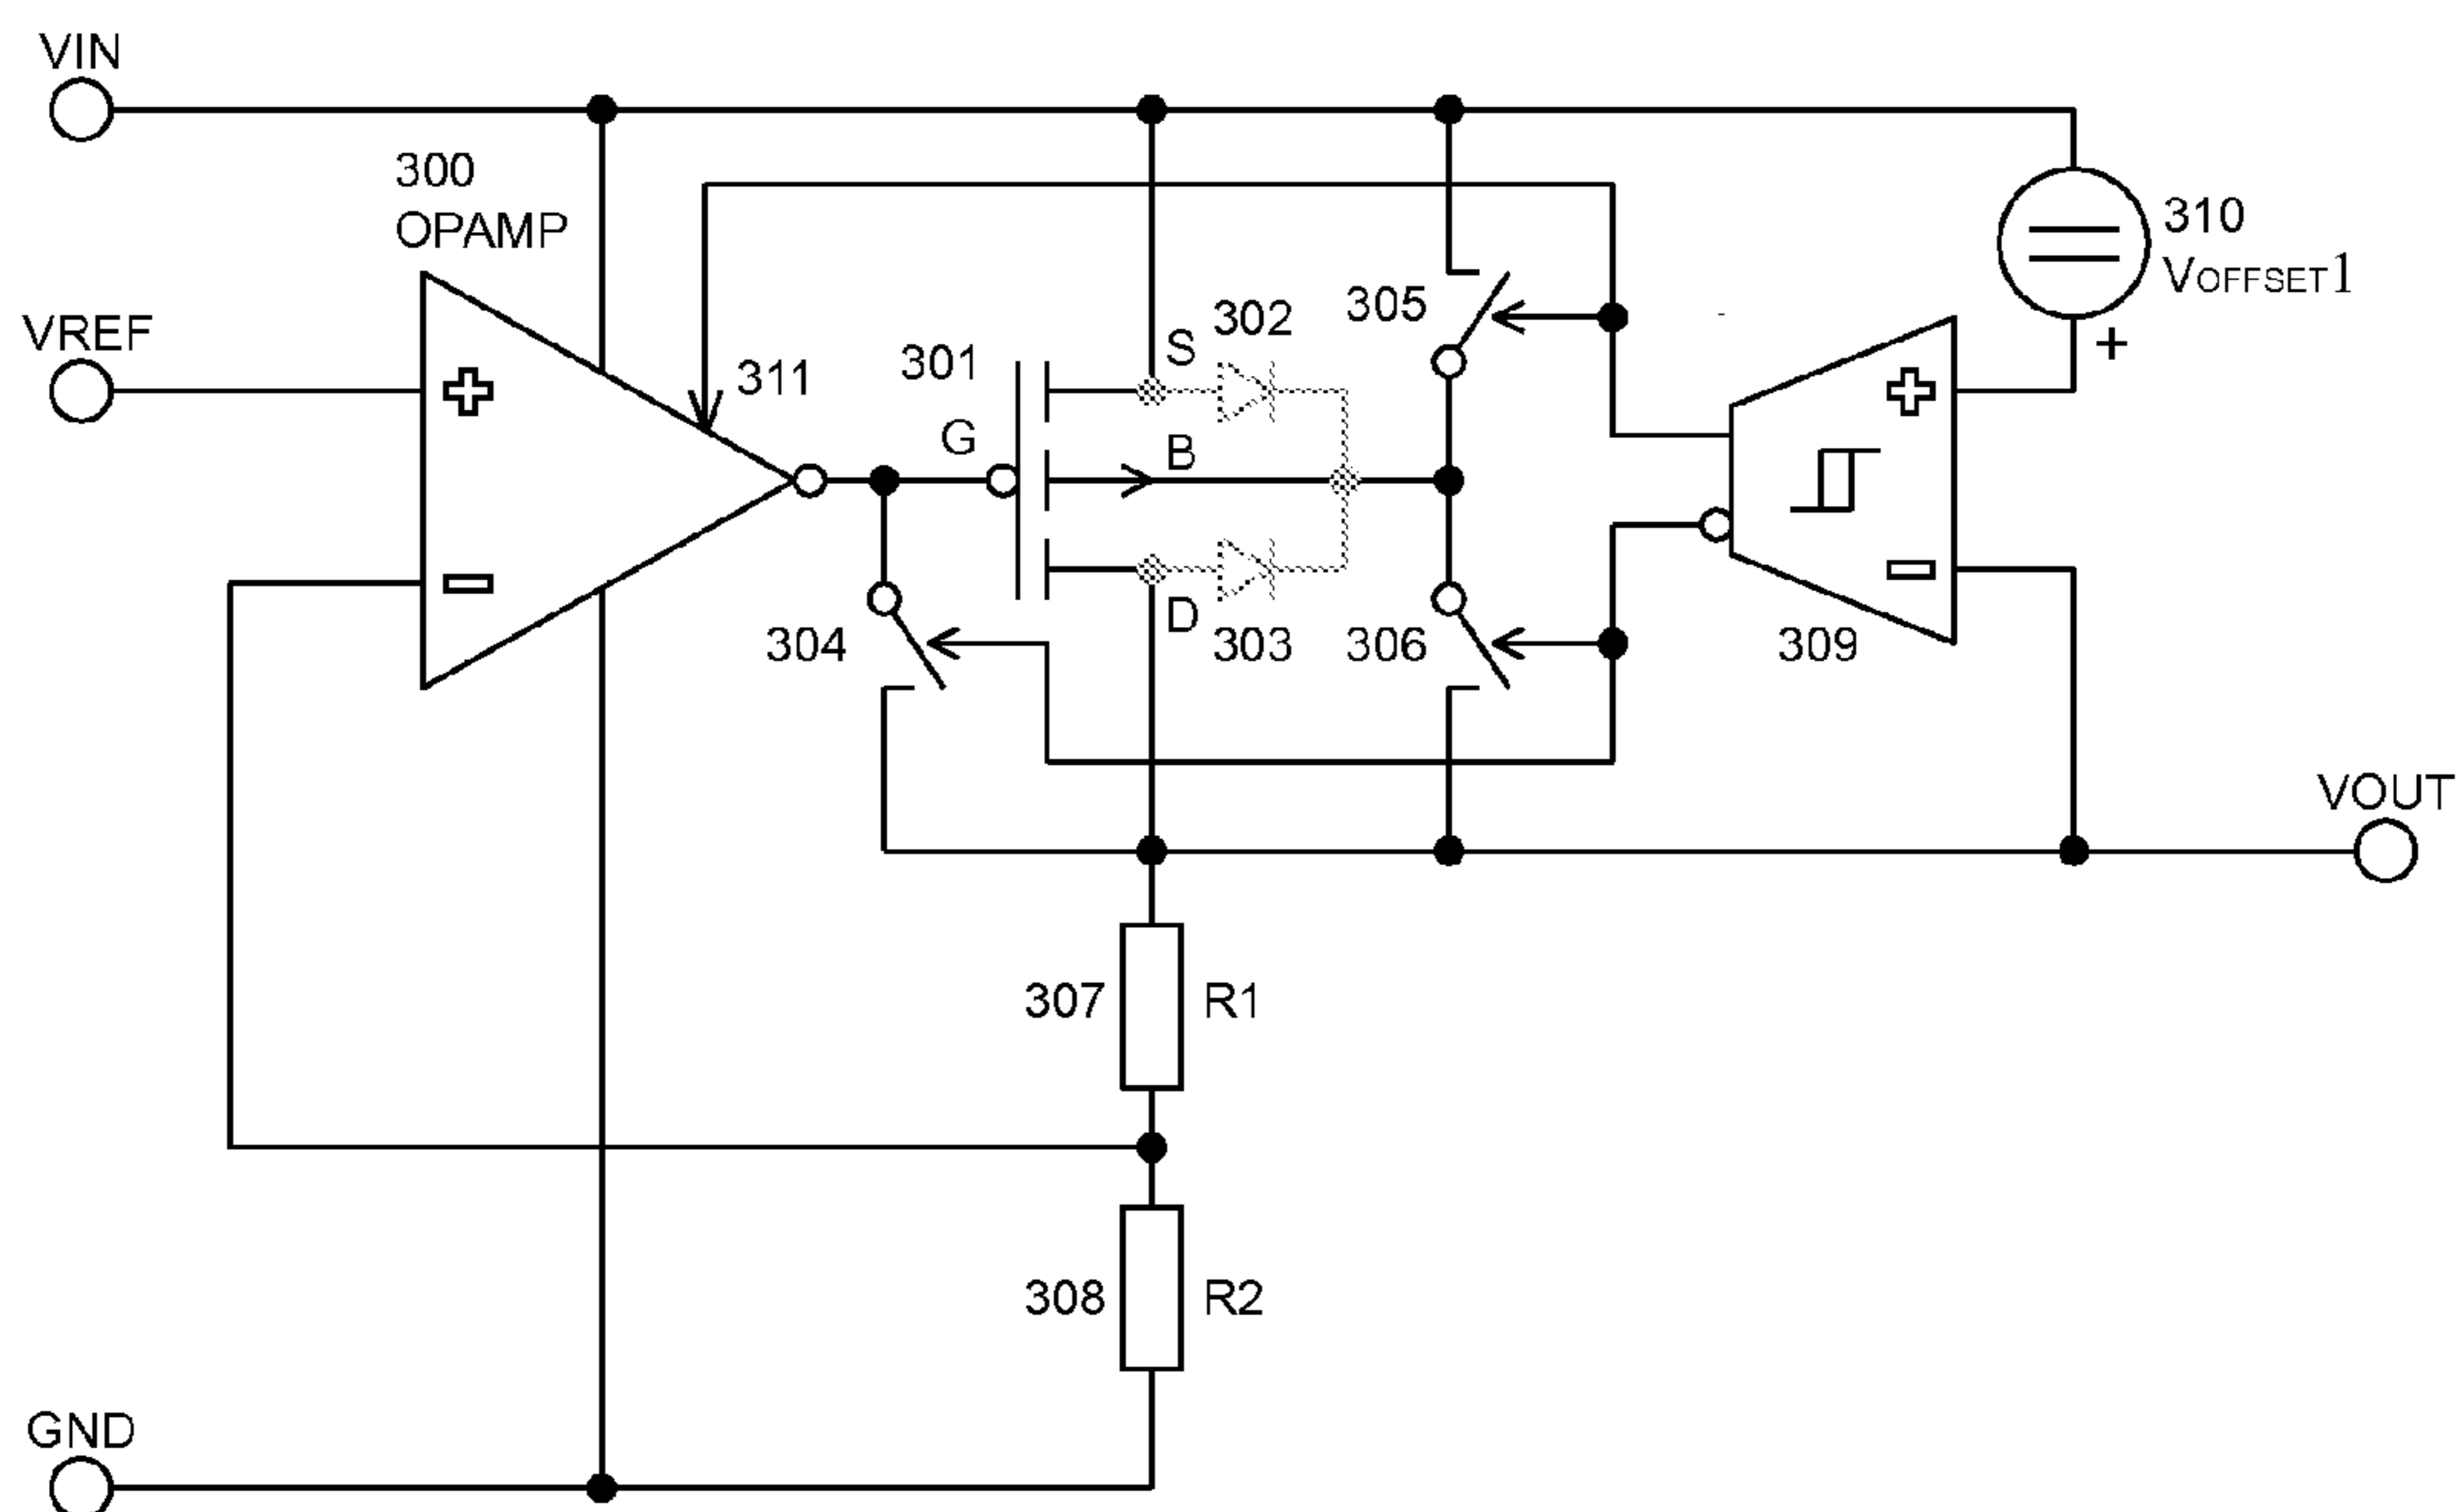 VIN
300
OPAMP
310
VOFFSET1
VREF
305
302
S
301
311
+
G
B
D
304
303
306
309
VOUT
307
R1
308
R2
GND